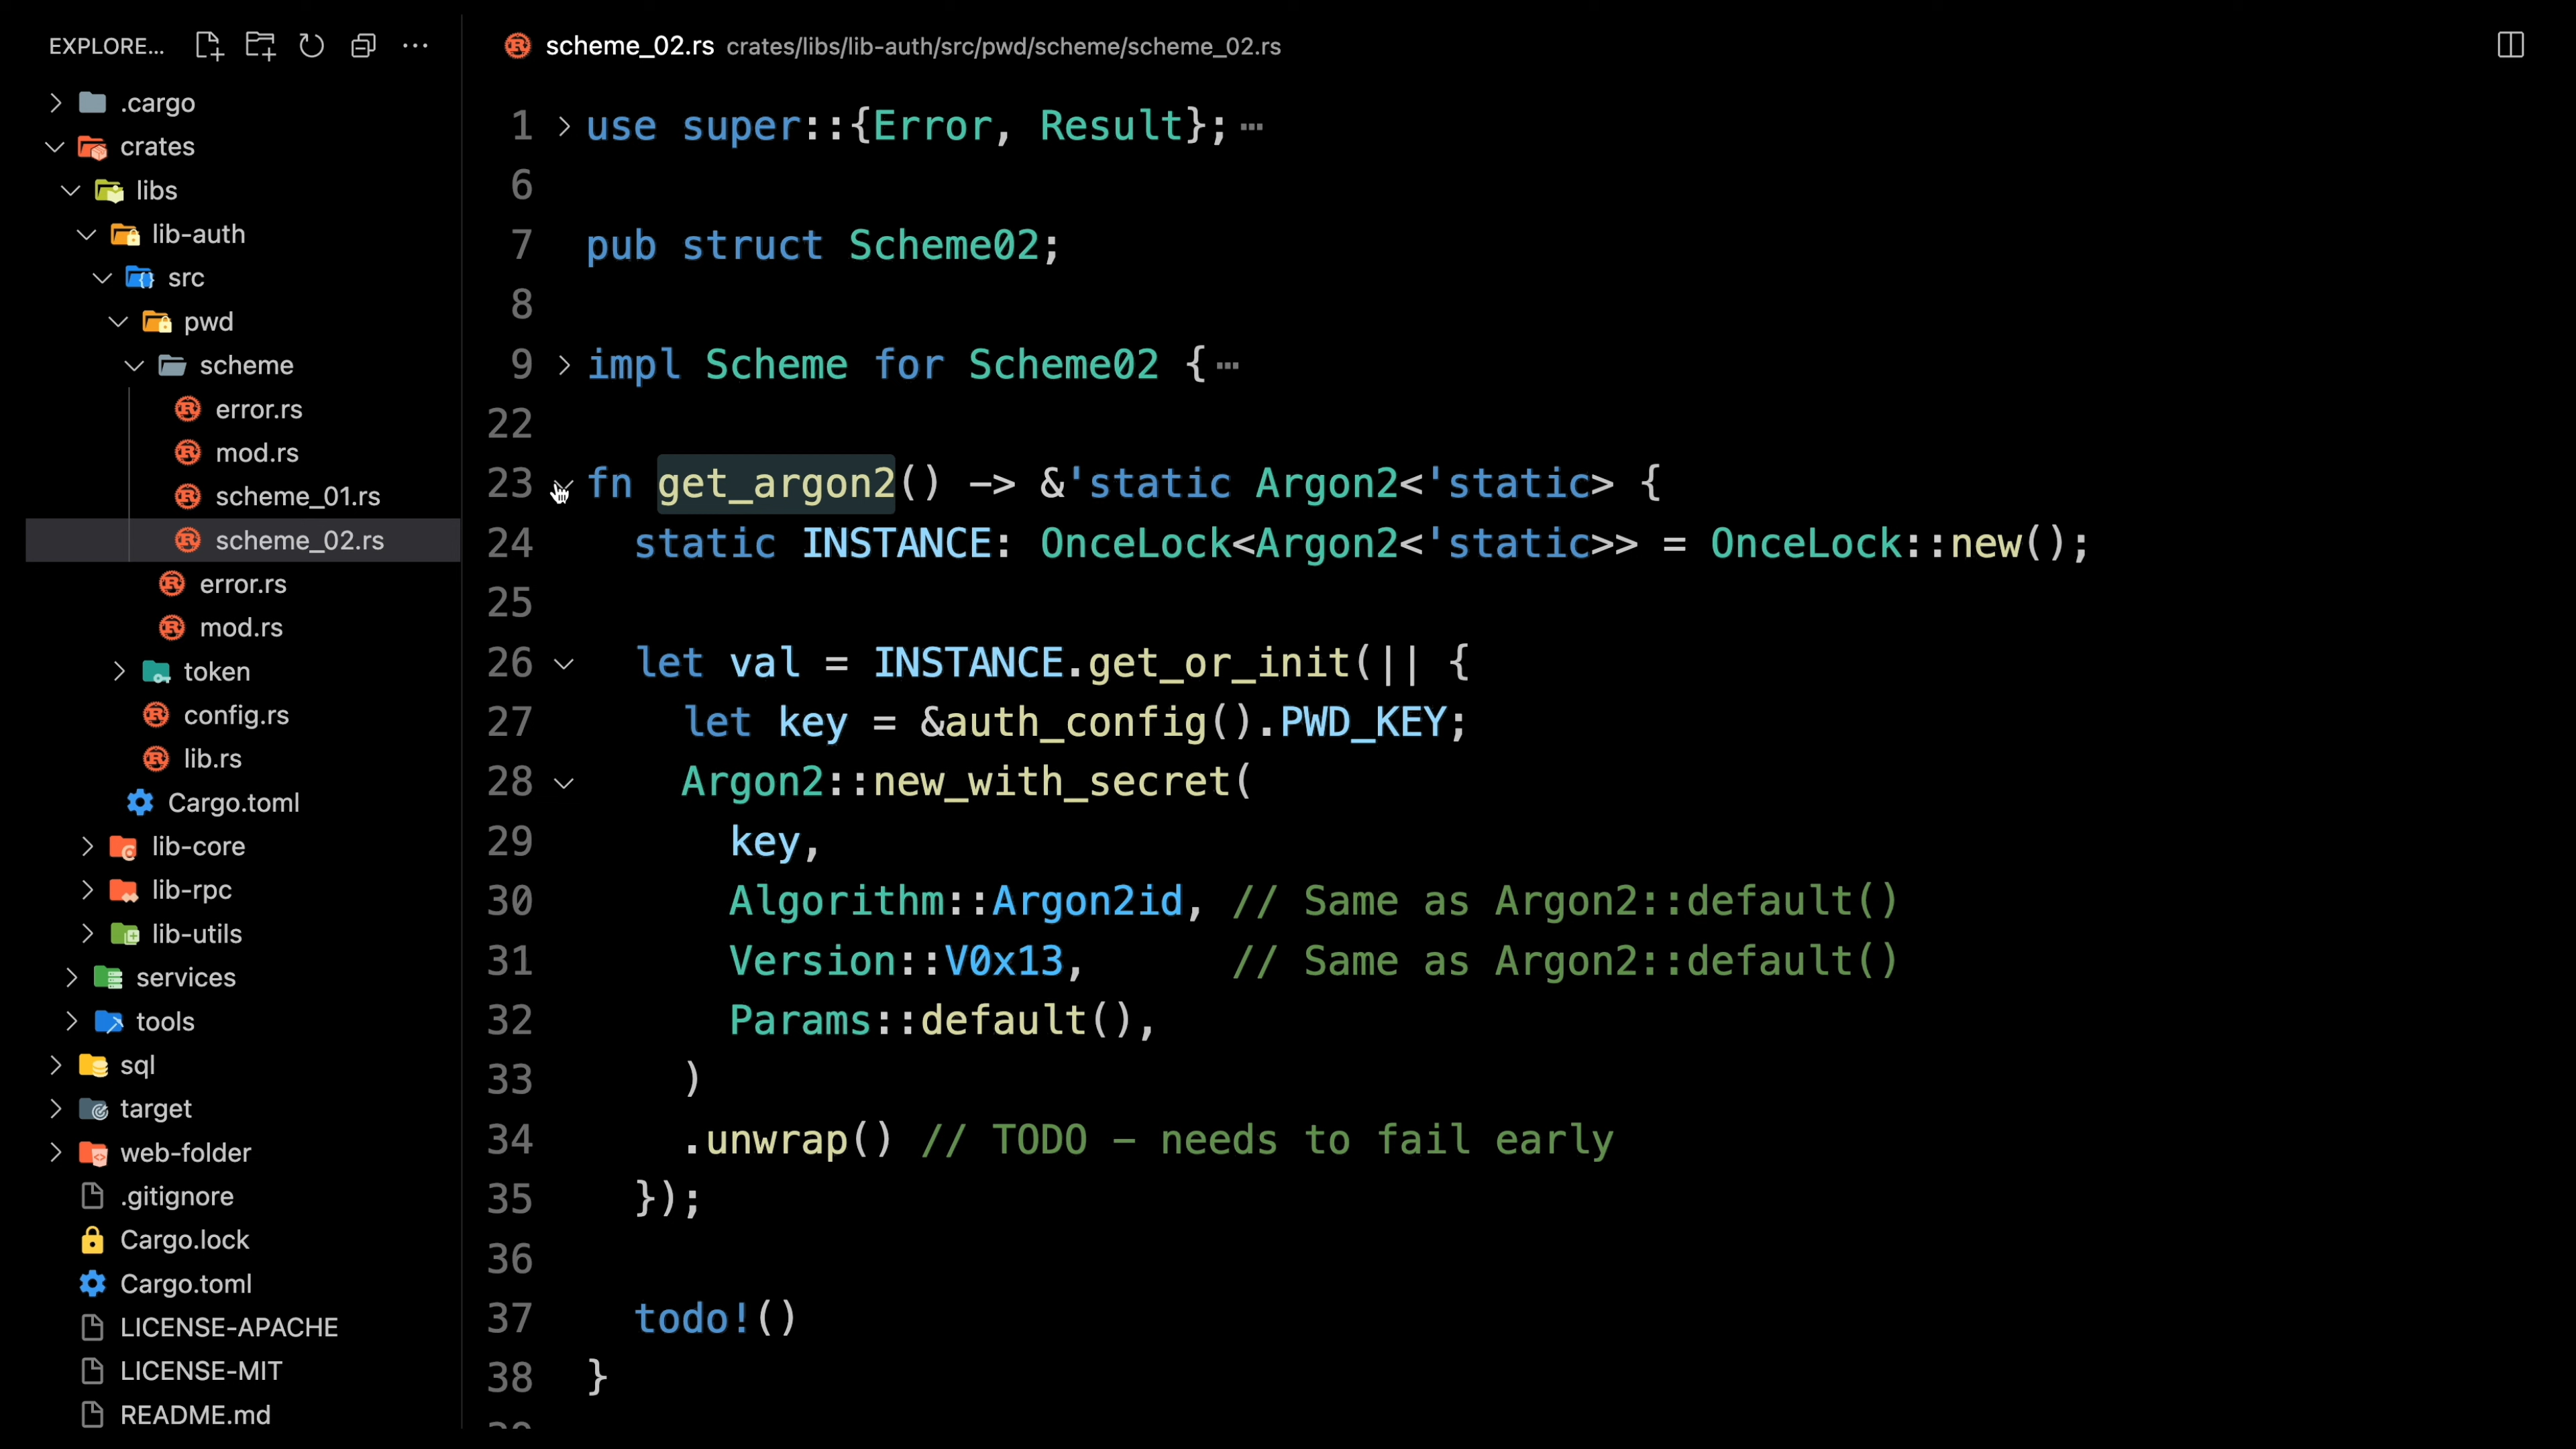 EXPLORE...
.cargo
crates
libs
lib-auth
src
pwd
scheme
error.rs
mod.rs
scheme_01.rs
scheme_02.rs
error.rs
mod.rs
token
config.rs
lib.rs
Cargo.toml
lib-core
lib-rpc
lib-utils
services
tools
sql
target
web-folder
.gitignore
Cargo.lock
Cargo.toml
LICENSE-APACHE
LICENSE-MIT
README.md
scheme_02.rs crates/libs/lib-auth/src/pwd/scheme/scheme_02.rs
1 use super::{Error, Result};⋯
6
7 pub struct Scheme02;
8
9 impl Scheme for Scheme02 {⋯
22
23 fn get_argon2() -> &'static Argon2<'static> {
24 static INSTANCE: OnceLock<Argon2<'static>> = OnceLock::new();
25
26 let val = INSTANCE.get_or_init(|| {
27 let key = &auth_config().PWD_KEY;
28 Argon2::new_with_secret(
29 key,
30 Algorithm::Argon2id, // Same as Argon2::default()
31 Version::V0x13, // Same as Argon2::default()
32 Params::default(),
33 )
34 .unwrap() // TODO - needs to fail early
35 });
36
37 todo!()
38 }